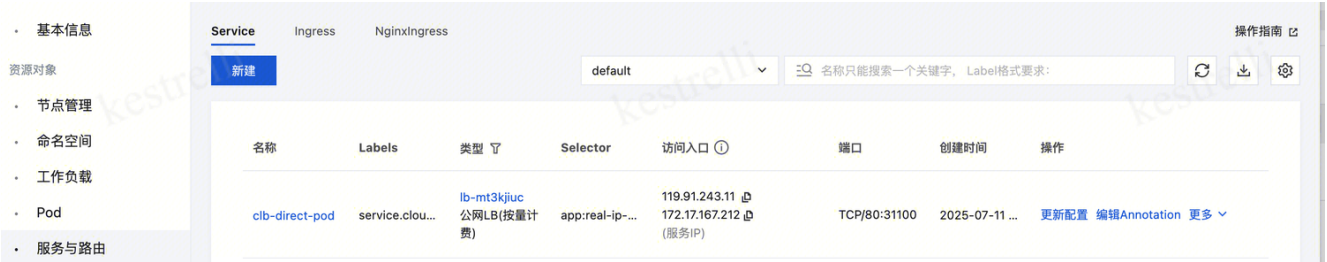 基本信息
资源对象
节点管理
命名空间
工作负载
Pod
服务与路由
Service Ingress NginxIngress 操作指南
新建 default 名称只能搜索一个关键字， Label格式要求：
名称 Labels 类型 Selector 访问入口 端口 创建时间 操作
clb-direct-pod service.clou... lb-mt3kjiuc
公网LB(按量计
费) app:real-ip-... 119.91.243.11
172.17.167.212
(服务IP) TCP/80:31100 2025-07-11 ... 更新配置 编辑Annotation 更多
kestrelli
kestrelli
kestrelli